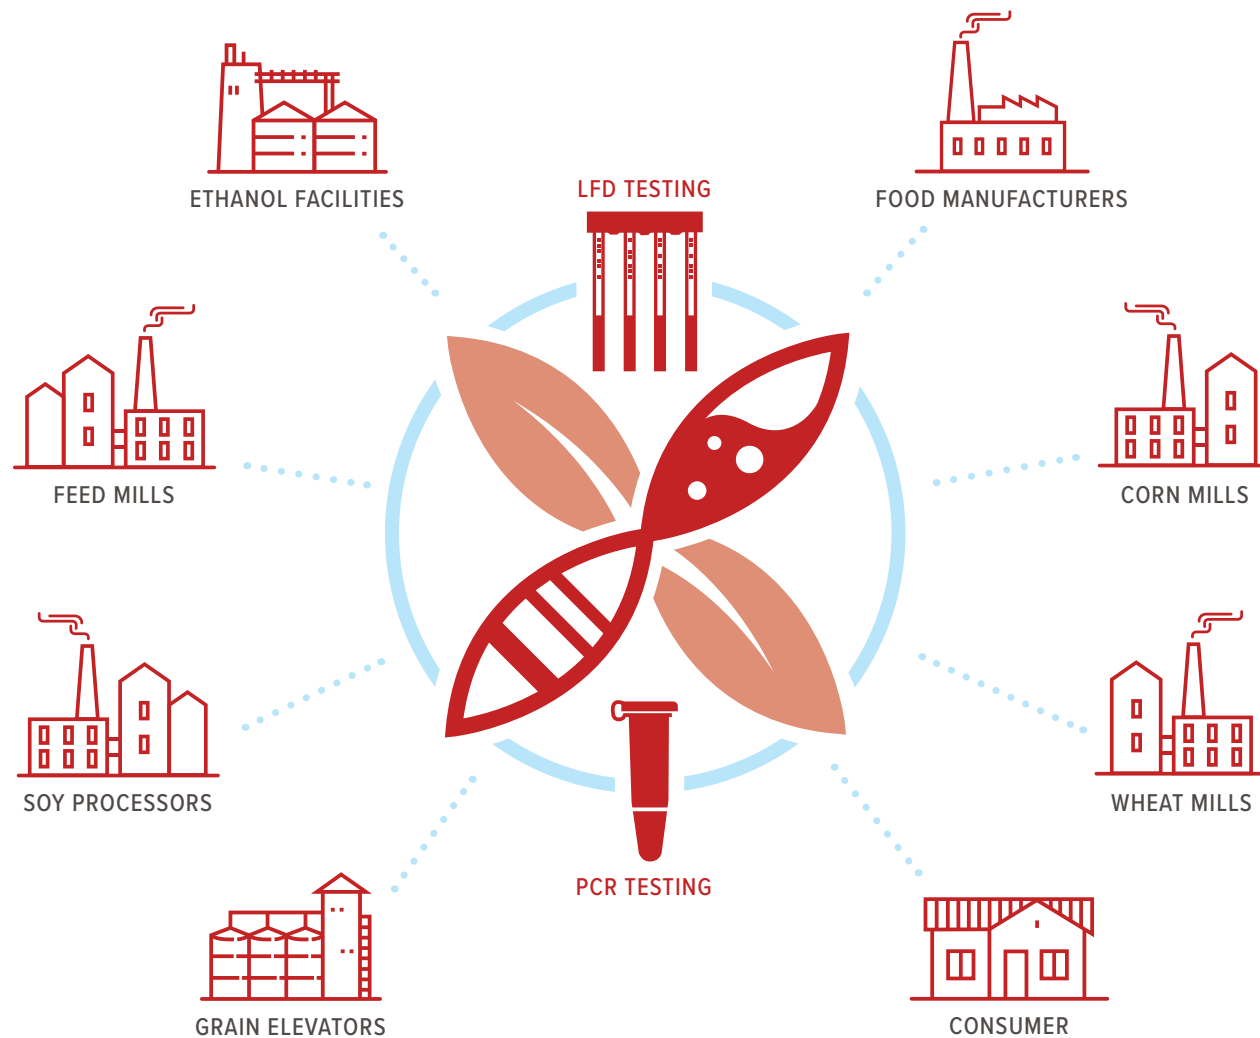 ETHANOL FACILITIES
LFD TESTING
FOOD MANUFACTURERS
FEED MILLS
CORN MILLS
SOY PROCESSORS
WHEAT MILLS
PCR TESTING
GRAIN ELEVATORS
CONSUMER